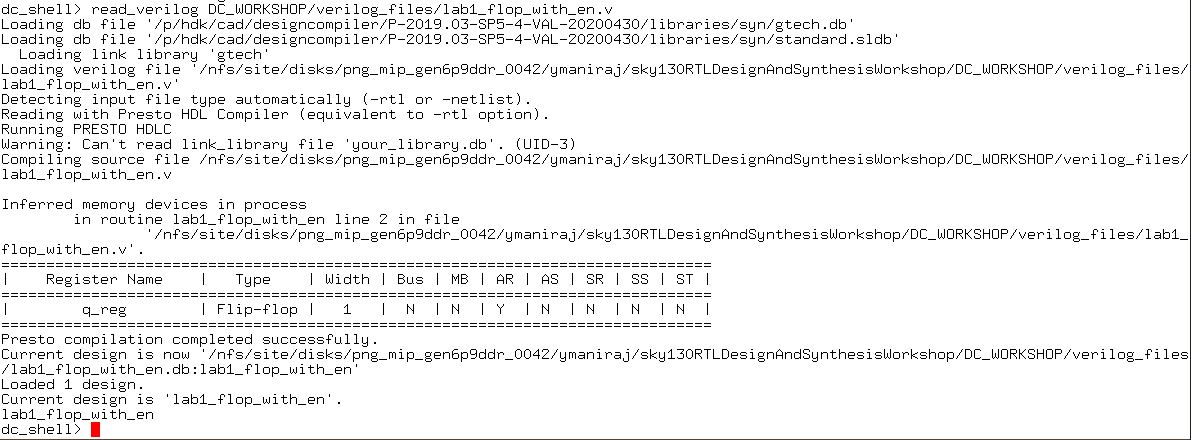 dc_shell> read_verilog DC_WORKSHOP/verilog_files/lab1_flop_with_en.v
Loading db file '/p/hdk/cad/designcompiler/P-2019.03-SP5-4-VAL-20200430/libraries/syn/gtech.db'
Loading db file '/p/hdk/cad/designcompiler/P-2019.03-SP5-4-VAL-20200430/libraries/syn/standard.sldb'
  Loading link library 'gtech'
Loading verilog file '/nfs/site/disks/png_mip_gen6p9ddr_0042/ymaniraj/sky130RTLDesignAndSynthesisWorkshop/DC_WORKSHOP/verilog_files/
lab1_flop_with_en.v'
Detecting input file type automatically (-rtl or -netlist).
Reading with Presto HDL Compiler (equivalent to -rtl option).
Running PRESTO HDLC
Warning: Can't read link_library file 'your_library.db'. (UID-3)
Compiling source file /nfs/site/disks/png_mip_gen6p9ddr_0042/ymaniraj/sky130RTLDesignAndSynthesisWorkshop/DC_WORKSHOP/verilog_files/
lab1_flop_with_en.v

Inferred memory devices in process
        in routine lab1_flop_with_en line 2 in file
                '/nfs/site/disks/png_mip_gen6p9ddr_0042/ymaniraj/sky130RTLDesignAndSynthesisWorkshop/DC_WORKSHOP/verilog_files/lab1_
flop_with_en.v'.
===============================================================================
|    Register Name    |   Type    | Width | Bus | MB | AR | AS | SR | SS | ST |
===============================================================================
|        q_reg        | Flip-flop |   1   |  N  | N  | Y  | N  | N  | N  | N  |
===============================================================================
Presto compilation completed successfully.
Current design is now '/nfs/site/disks/png_mip_gen6p9ddr_0042/ymaniraj/sky130RTLDesignAndSynthesisWorkshop/DC_WORKSHOP/verilog_files
/lab1_flop_with_en.db:lab1_flop_with_en'
Loaded 1 design.
Current design is 'lab1_flop_with_en'.
lab1_flop_with_en
dc_shell>